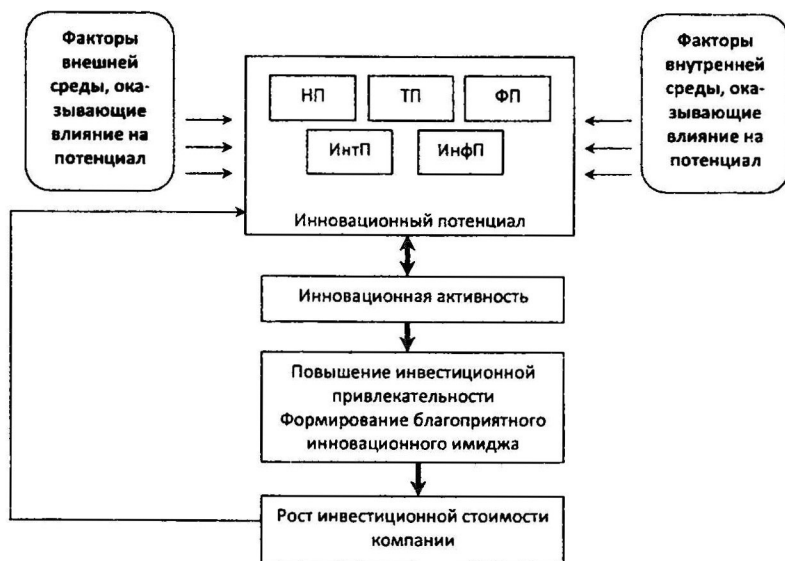 Факторы
внешней
среды, ока-
зывающие
влияние на
потенциал
НП
ТП
ФП
ИнтП
ИнфП
Инновационный потенциал
Факторы
внутренней
среды, ока-
зывающие
влияние на
потенциал
Инновационная активность
Повышение инвестиционной
привлекательности
Формирование благоприятного
инновационного имиджа
Рост инвестиционной стоимости
компании